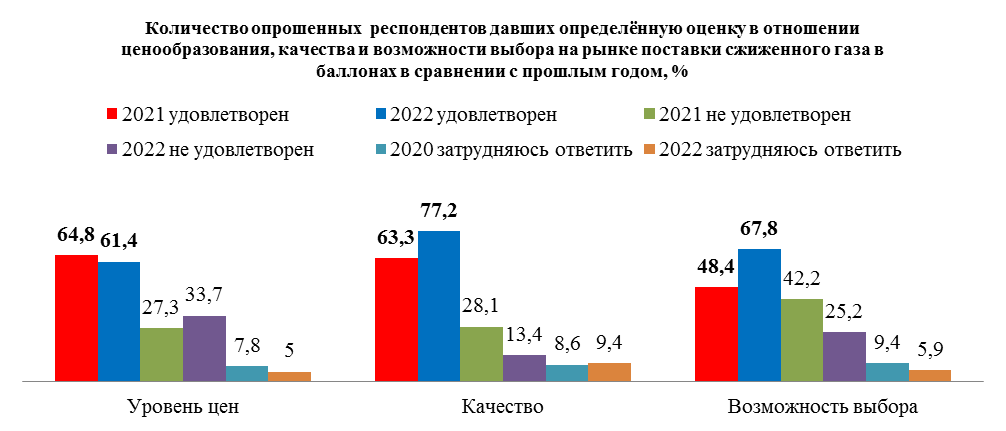 Количество опрошенных респондентов давших определённую оценку в отношении
ценообразования, качества и возможности выбора на рынке поставки сжиженного газа в
баллонах в сравнении с прошлым годом, %
2021 удовлетворен
2022 удовлетворен
2021 не удовлетворен
2022 не удовлетворен
2020 затрудняюсь ответить
2022 затрудняюсь ответить
64,8
61,4
27,3
33,7
7,8
5
63,3
77,2
28,1
13,4
8,6
9,4
48,4
67,8
42,2
25,2
9,4
5,9
Уровень цен
Качество
Возможность выбора